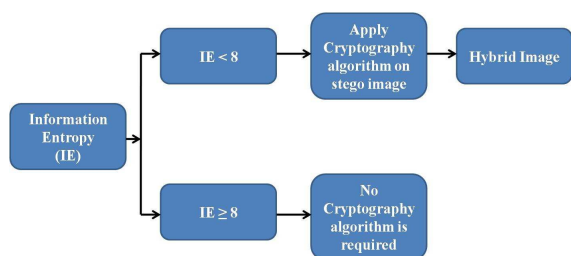 Information
Entropy
(IE)
IE < 8
Apply
Cryptography
algorithm on
stego image
Hybrid Image
IE ≥ 8
No
Cryptography
algorithm is
required